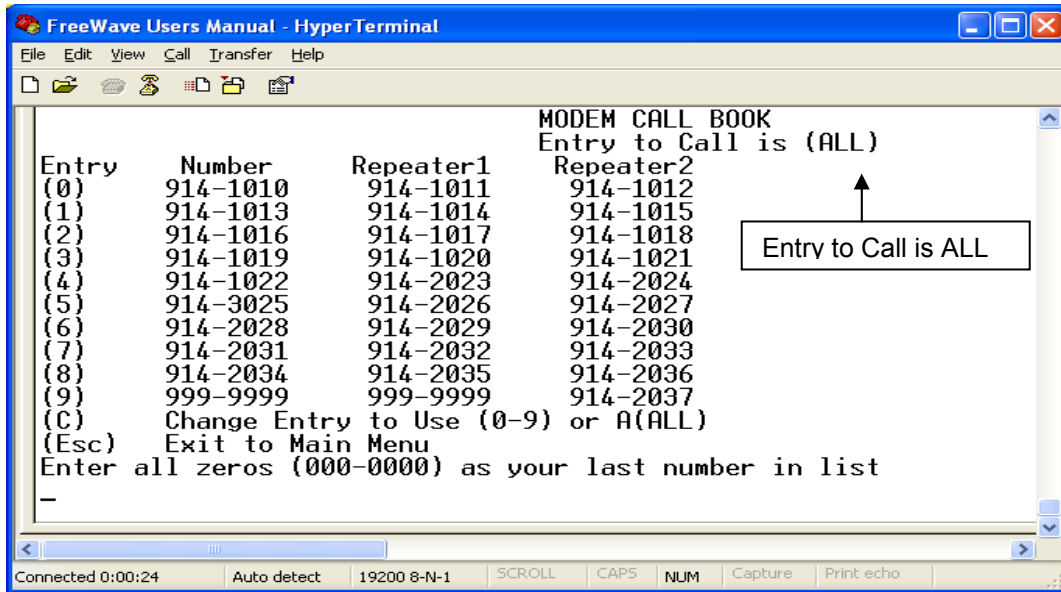 FreeWave Users Manual - HyperTerminal
File Edit View Call Transfer Help
MODEM CALL BOOK
Entry to Call is (ALL)
Entry Number Repeater1 Repeater2
(0) 914-1010 914-1011 914-1012
(1) 914-1013 914-1014 914-1015
(2) 914-1016 914-1017 914-1018
(3) 914-1019 914-1020 914-1021
(4) 914-1022 914-2023 914-2024
(5) 914-3025 914-2026 914-2027
(6) 914-2028 914-2029 914-2030
(7) 914-2031 914-2032 914-2033
(8) 914-2034 914-2035 914-2036
(9) 999-9999 999-9999 914-2037
(C) Change Entry to Use (0-9) or A(ALL)
(Esc) Exit to Main Menu
Enter all zeros (000-0000) as your last number in list
_
Entry to Call is ALL
Connected 0:00:24 Auto detect 19200 8-N-1 SCROLL CAPS NUM Capture Print echo